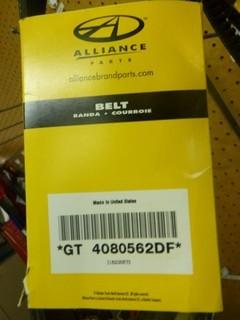 ALLIANCE
PARTS
alliancebrandparts.com
BELT
BANDA • COURROIE
Made in United States
*GT 4080562DF*